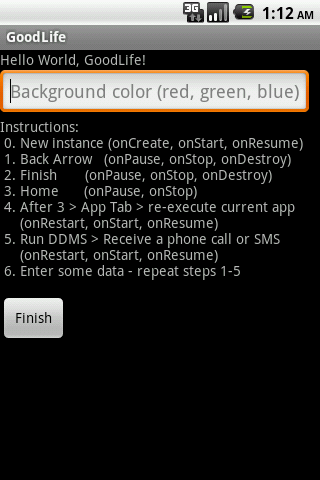 3G 1:12 AM
GoodLife
Hello World, GoodLife!
Background color (red, green, blue)
Instructions:
0. New instance (onCreate, onStart, onResume)
1. Back Arrow (onPause, onStop, onDestroy)
2. Finish (onPause, onStop, onDestroy)
3. Home (onPause, onStop)
4. After 3 > App Tab > re-execute current app
(onRestart, onStart, onResume)
5. Run DDMS > Receive a phone call or SMS
(onRestart, onStart, onResume)
6. Enter some data - repeat steps 1-5
Finish